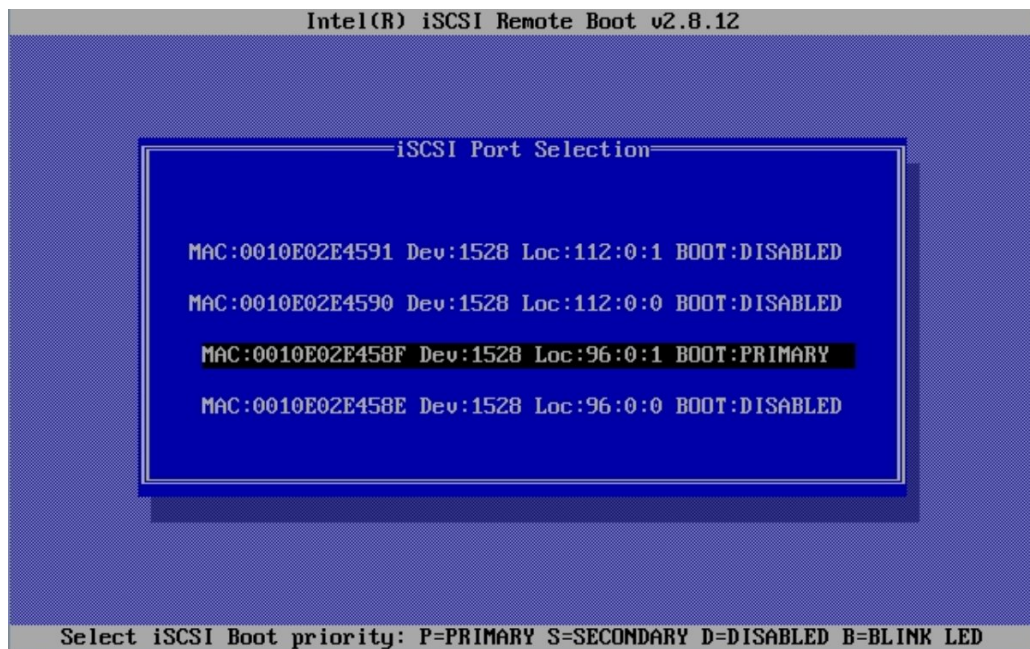 Intel(R) iSCSI Remote Boot v2.8.12
iSCSI Port Selection
MAC:0010E02E4591 Dev:1528 Loc:112:0:1 BOOT:DISABLED
MAC:0010E02E4590 Dev:1528 Loc:112:0:0 BOOT:DISABLED
MAC:0010E02E458F Dev:1528 Loc:96:0:1 BOOT:PRIMARY
MAC:0010E02E458E Dev:1528 Loc:96:0:0 BOOT:DISABLED
Select iSCSI Boot priority: P=PRIMARY S=SECONDARY D=DISABLED B=BLINK LED